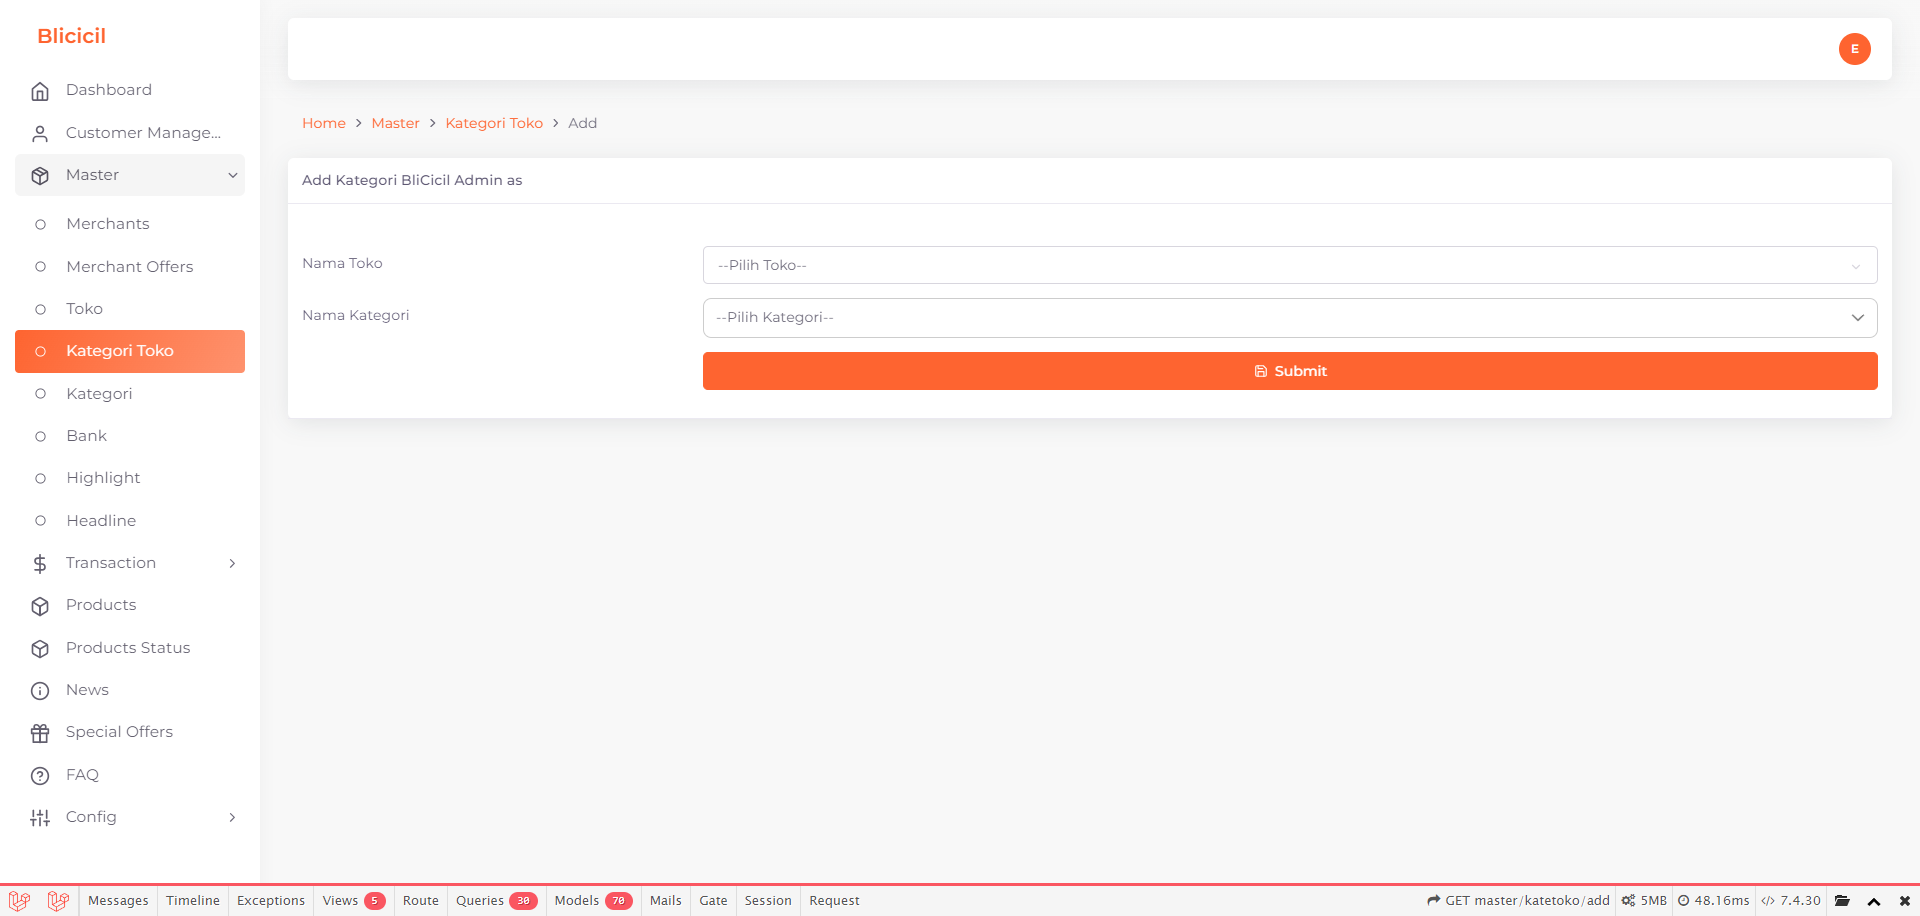 Blicicil
Dashboard
Customer Manage...
Master
Merchants
Merchant Offers
Toko
Kategori Toko
Kategori
Bank
Highlight
Headline
Transaction
Products
Products Status
News
Special Offers
FAQ
Config
E
Home > Master > Kategori Toko > Add
Add Kategori BliCicil Admin as
Nama Toko
--Pilih Toko--
Nama Kategori
--Pilih Kategori--
Submit
Messages Timeline Exceptions Views 5 Route Queries 30 Models 70 Mails Gate Session Request GET master/katetoko/add 5MB 48.16ms </> 7.4.30